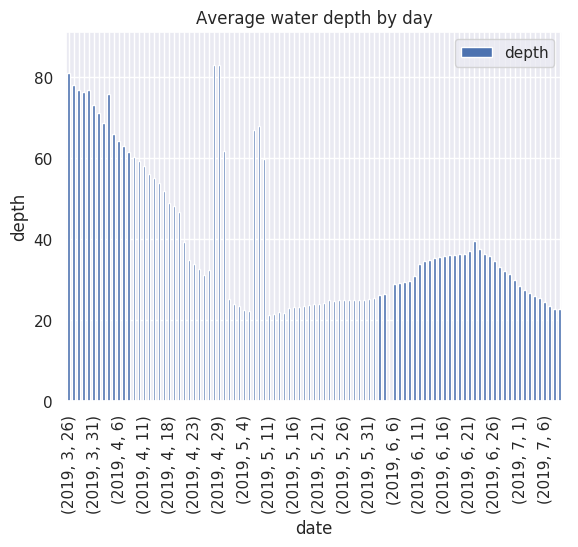 Average water depth by day
depth
80
60
40
20
0
depth
(2019, 3, 26)
(2019, 3, 31)
(2019, 4, 6)
(2019, 4, 11)
(2019, 4, 18)
(2019, 4, 23)
(2019, 4, 29)
(2019, 5, 4)
(2019, 5, 11)
(2019, 5, 16)
(2019, 5, 21)
(2019, 5, 26)
(2019, 5, 31)
(2019, 6, 6)
(2019, 6, 11)
(2019, 6, 16)
(2019, 6, 21)
(2019, 6, 26)
(2019, 7, 1)
(2019, 7, 6)
date